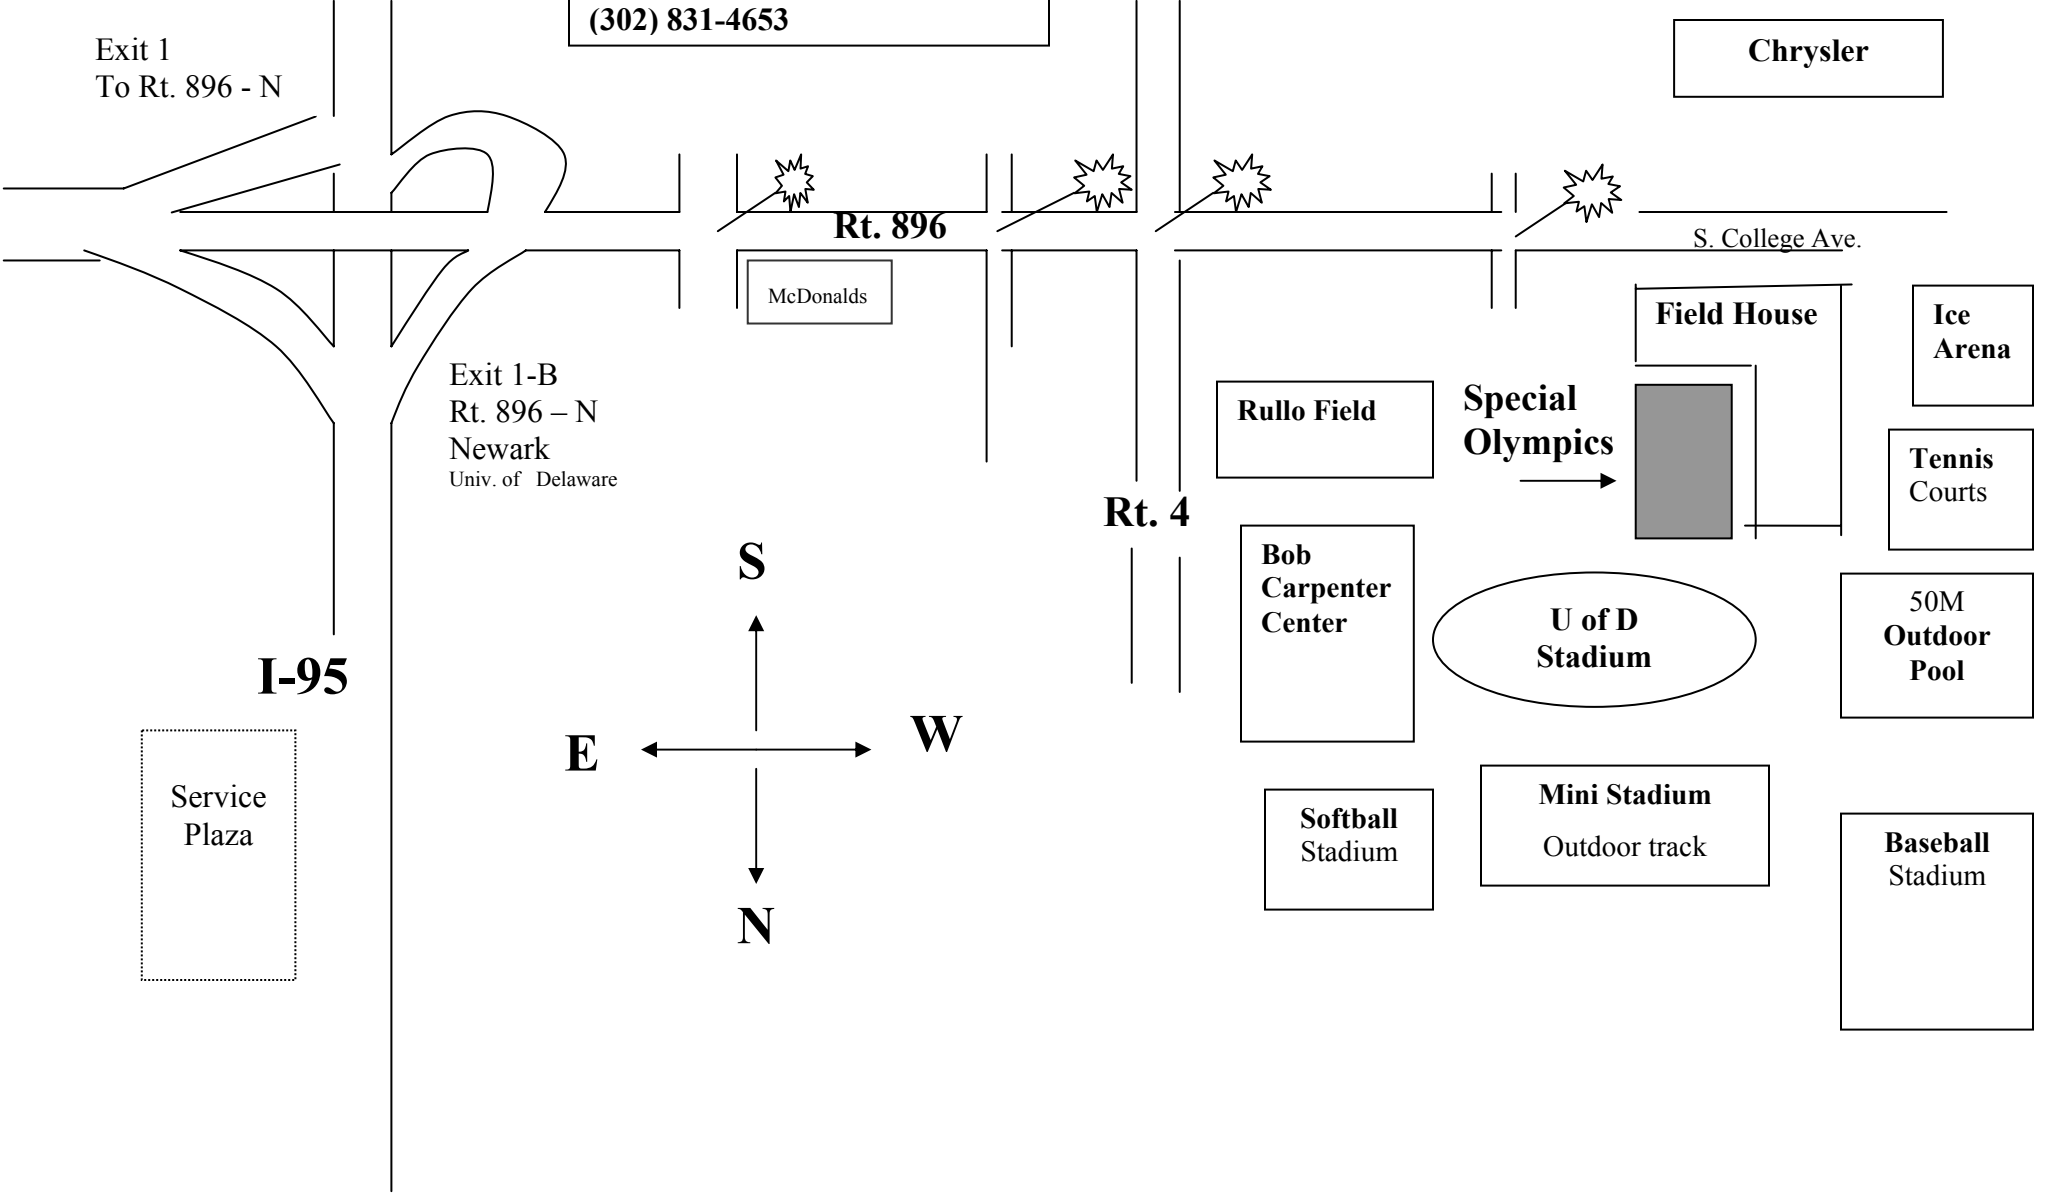 (302) 831-4653
Exit 1
To Rt. 896 - N
Chrysler
Rt. 896
S. College Ave.
McDonalds
Field House
Ice
Arena
Exit 1-B
Rt. 896 – N
Newark
Univ. of Delaware
Rullo Field
Special
Olympics
Tennis
Courts
Rt. 4
S
Bob
Carpenter
Center
U of D
Stadium
50M
Outdoor
Pool
I-95
E
W
N
Service
Plaza
Softball
Stadium
Mini Stadium
Outdoor track
Baseball
Stadium